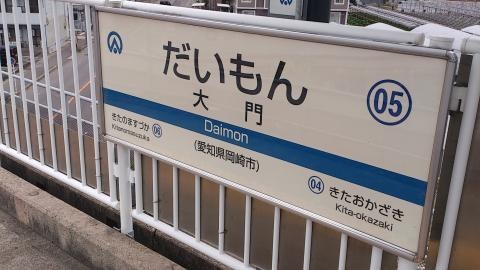 だいもん
大門
05
Daimon
(愛知県岡崎市)
きたのますづか 06
Kitanomasuzuka
04 きたおかざき
Kita-okazaki